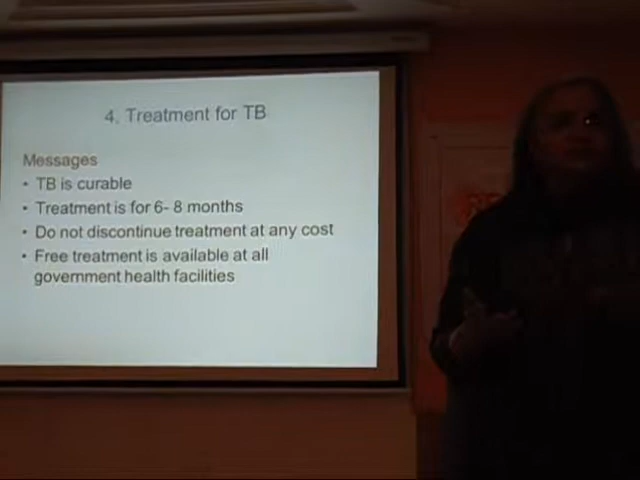 4. Treatment for TB
Messages
• TB is curable
• Treatment is for 6- 8 months
• Do not discontinue treatment at any cost
• Free treatment is available at all
government health facilities